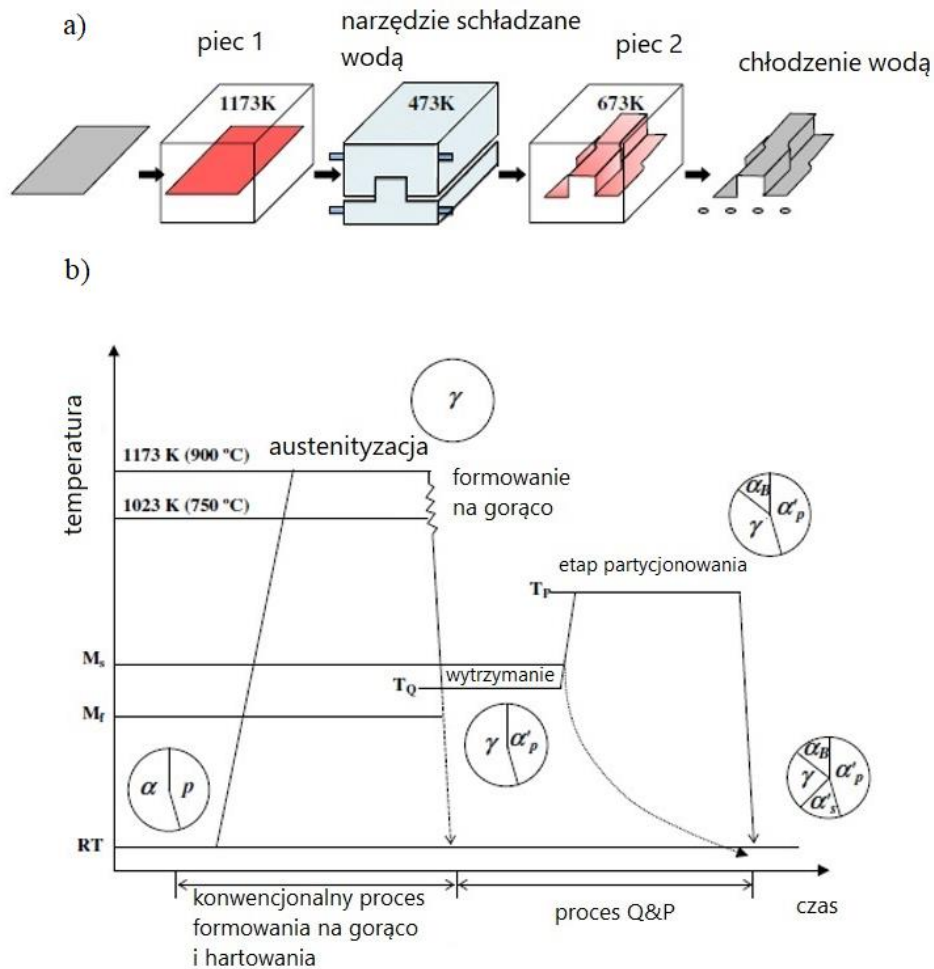 a)
piec 1
narzędzie schładzane
wodą
piec 2
chłodzenie wodą
1173K
473K
673K
b)
temperatura
γ
austenityzacja
1173 K (900 °C)
formowanie
na gorąco
1023 K (750 °C)
α_B
α'_p
γ
etap partycjonowania
T_P
M_s
wytrzymanie
T_Q
M_f
γ
α'_p
α
p
α_B
α'_p
γ
α'_s
RT
konwencjonalny proces
formowania na gorąco
i hartowania
proces Q&P
czas